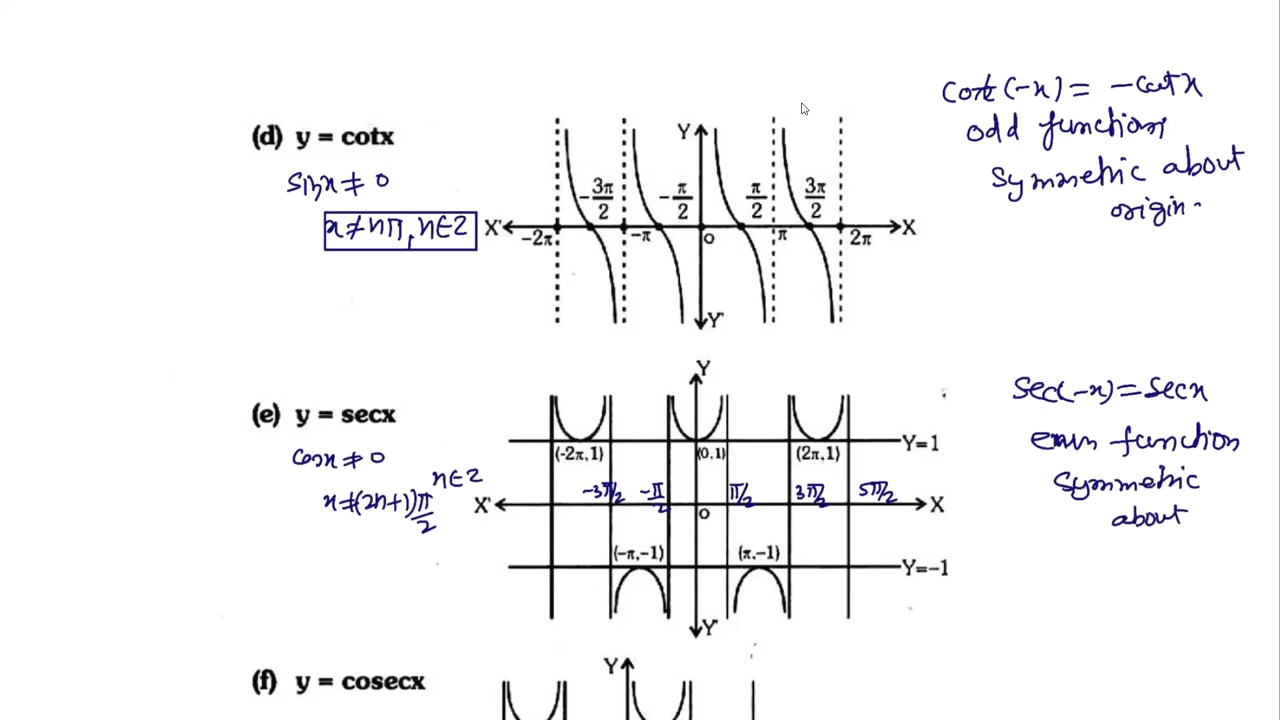 (d) y = cotx
sinx ≠ 0
x ≠ nπ, n∈Z
Y
-3π/2
-π/2
π/2
3π/2
X'
-2π
-π
o
π
2π
X
Y'
cot(-x) = -cotx
odd functions
symmetric about
origin.
(e) y = secx
cosx ≠ 0
n∈Z
x ≠ (2n+1)π/2
Y
Y=1
(-2π,1)
(0,1)
(2π,1)
-3π/2
-π/2
π/2
3π/2
5π/2
X'
o
X
(-π,-1)
(π,-1)
Y=-1
Y'
sec(-x) = secx
even function
symmetric
about
(f) y = cosecx
Y